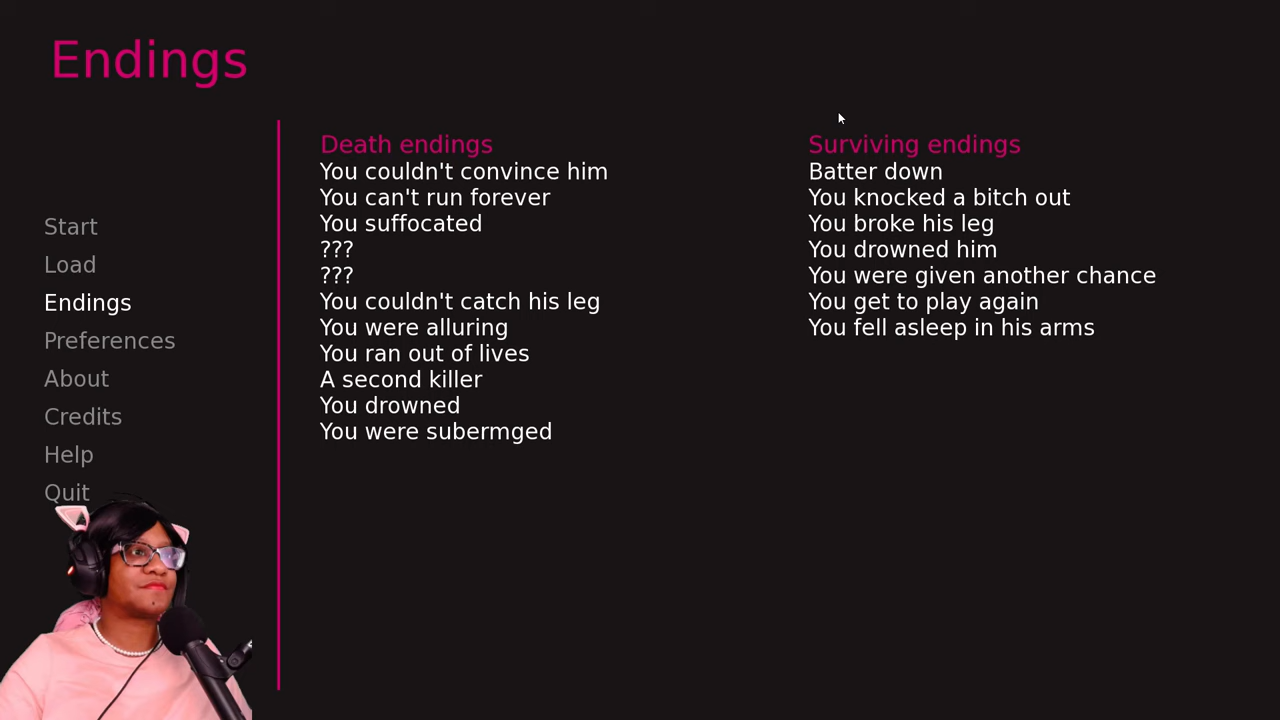 Endings
Start
Load
Endings
Preferences
About
Credits
Help
Quit
Death endings
You couldn't convince him
You can't run forever
You suffocated
???
???
You couldn't catch his leg
You were alluring
You ran out of lives
A second killer
You drowned
You were subermged
Surviving endings
Batter down
You knocked a bitch out
You broke his leg
You drowned him
You were given another chance
You get to play again
You fell asleep in his arms